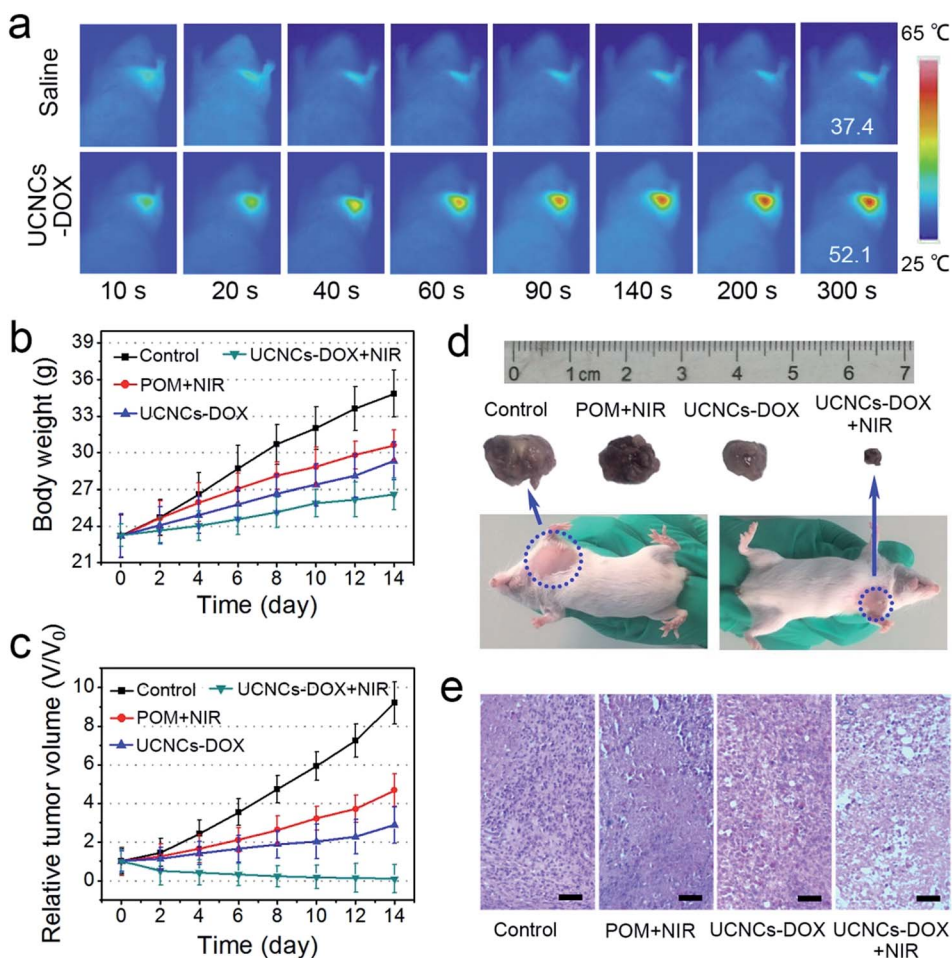 a
Saline
37.4
65 ℃
UCNCs
-DOX
52.1
25 ℃
10 s 20 s 40 s 60 s 90 s 140 s 200 s 300 s
b
Body weight (g)
39
36
33
30
27
24
21
Control UCNCs-DOX+NIR
POM+NIR
UCNCs-DOX
0 2 4 6 8 10 12 14
Time (day)
c
Relative tumor volume (V/V₀)
10
8
6
4
2
0
Control UCNCs-DOX+NIR
POM+NIR
UCNCs-DOX
0 2 4 6 8 10 12 14
Time (day)
d
0 1 cm 2 3 4 5 6 7
Control POM+NIR UCNCs-DOX UCNCs-DOX
+NIR
e
Control POM+NIR UCNCs-DOX UCNCs-DOX
+NIR